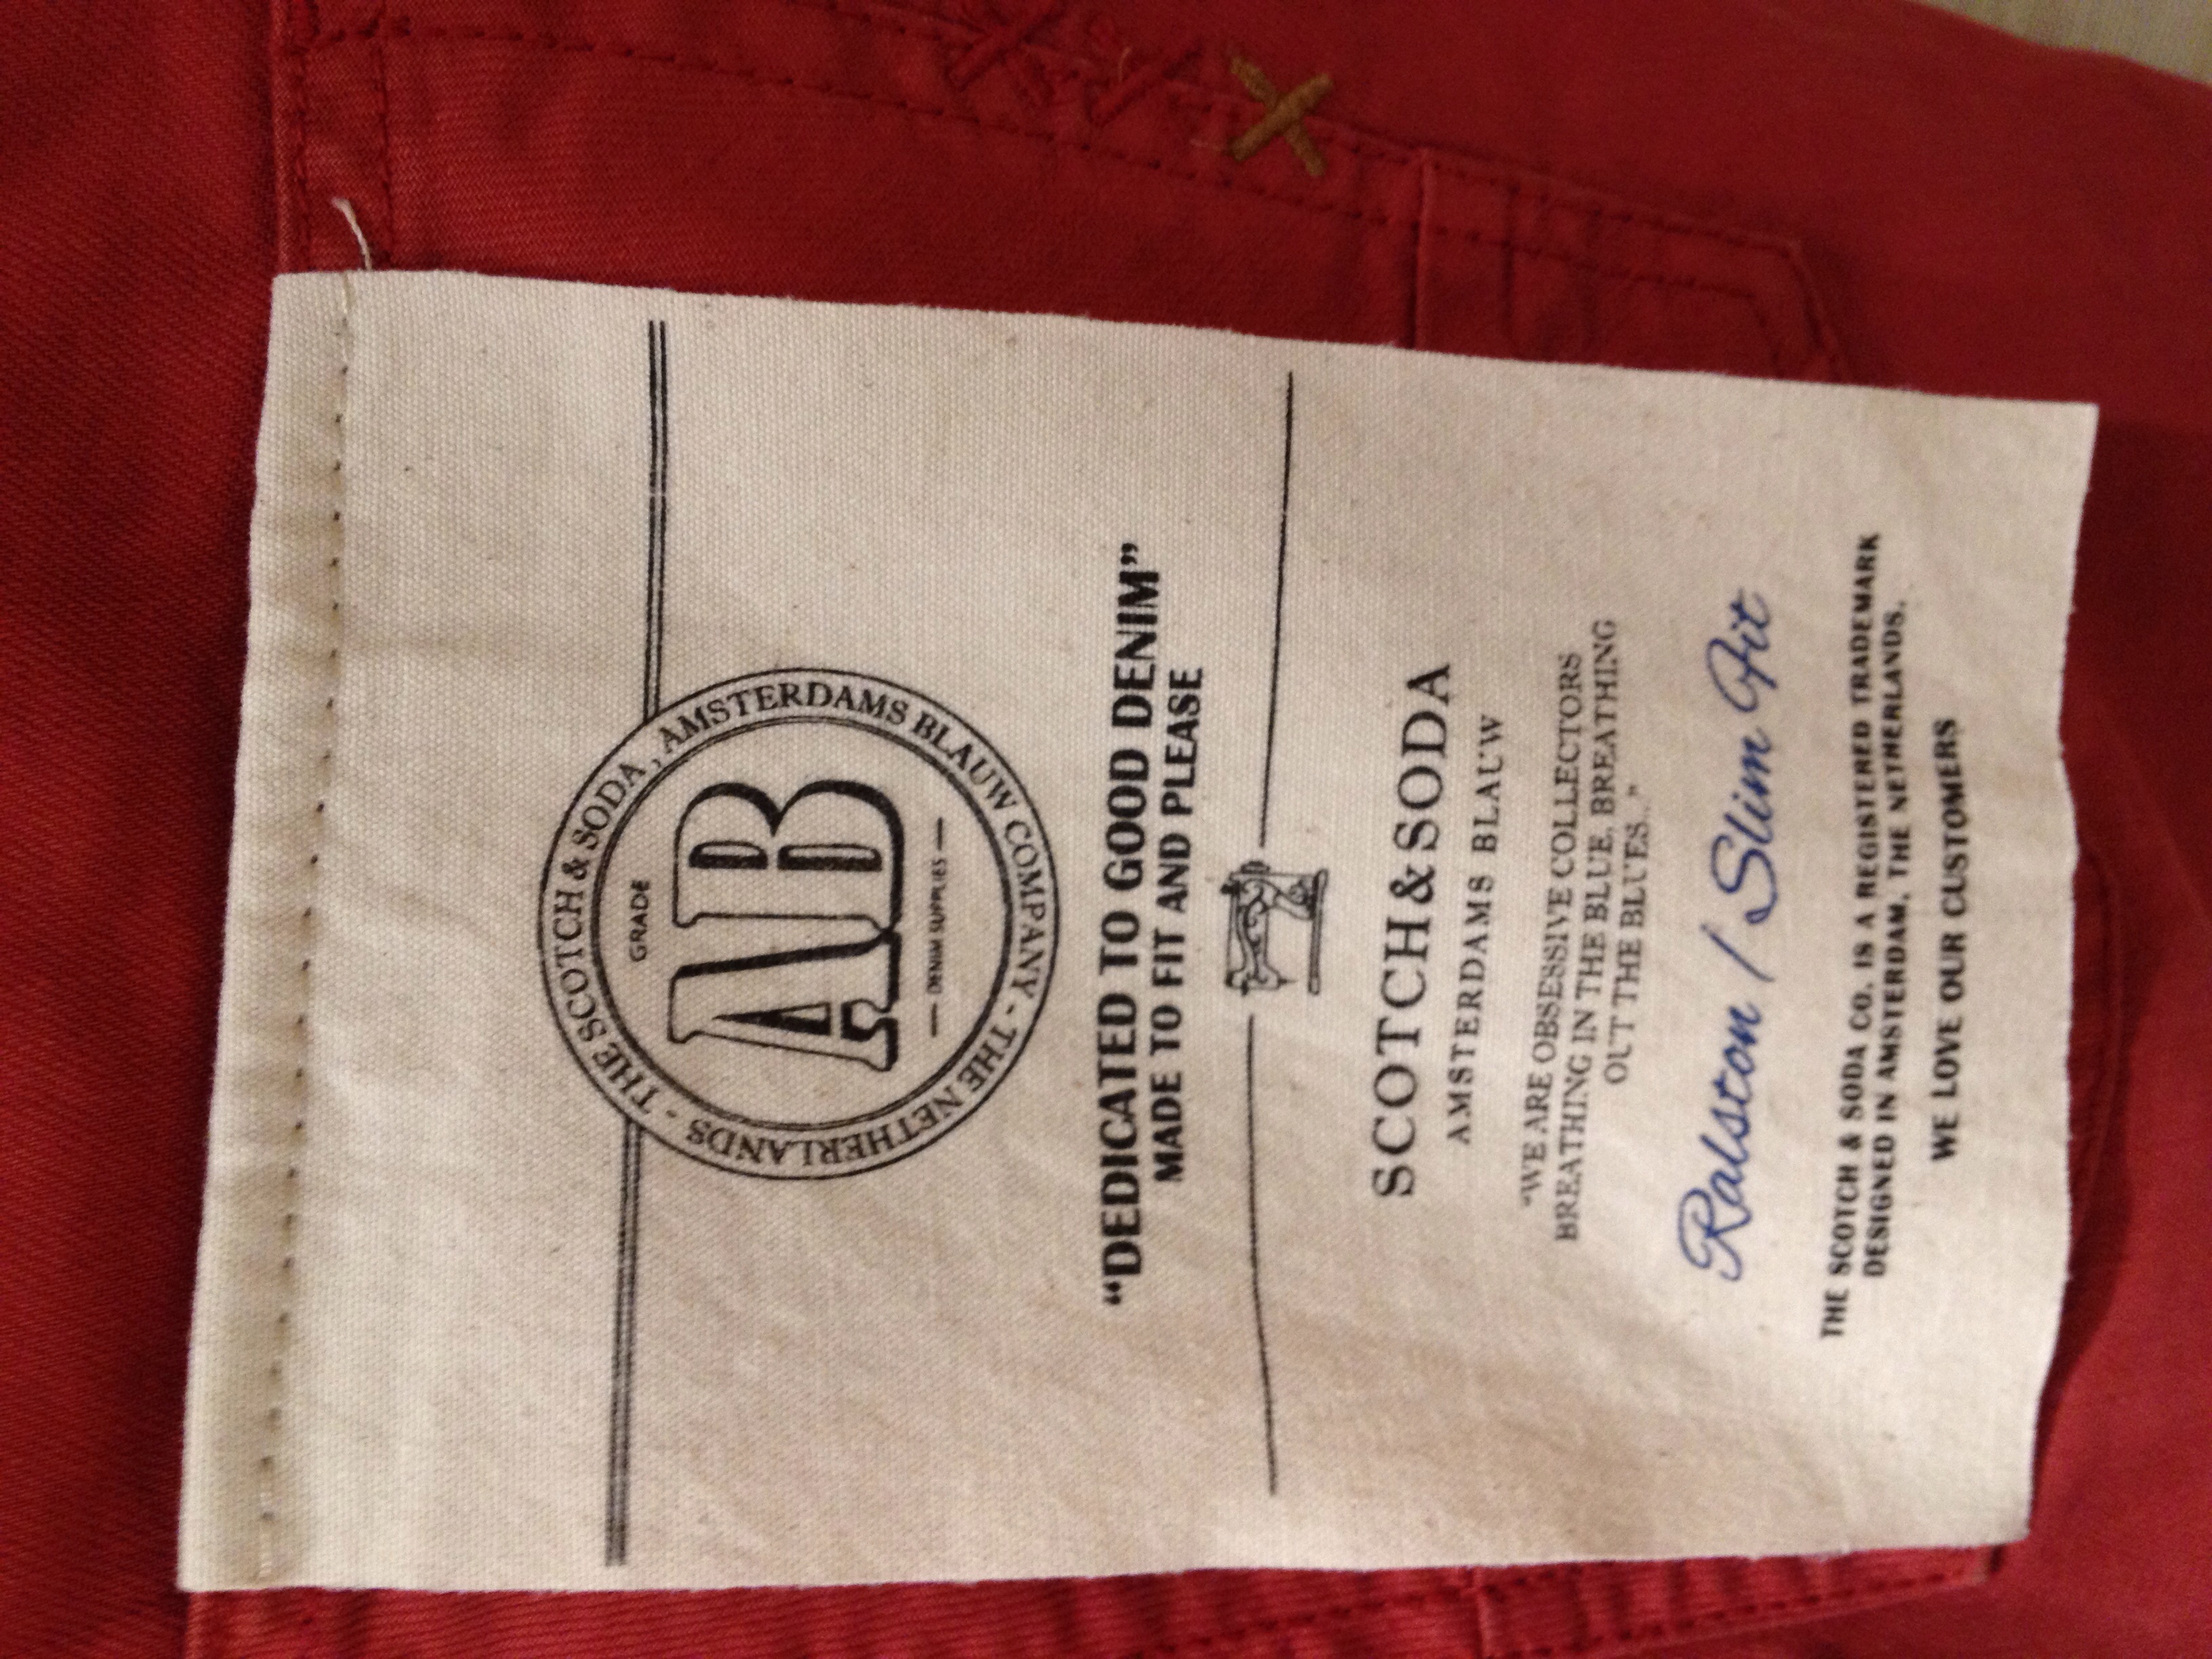 THE SCOTCH & SODA, AMSTERDAMS BLAUW COMPANY - THE NETHERLANDS -
GRADE
AB
DENIM SUPPLIES
“DEDICATED TO GOOD DENIM”
MADE TO FIT AND PLEASE
SCOTCH&SODA
AMSTERDAMS BLAUW
"WE ARE OBSESSIVE COLLECTORS
BREATHING IN THE BLUE, BREATHING
OUT THE BLUES.."
Ralston / Slim Fit
THE SCOTCH & SODA CO. IS A REGISTERED TRADEMARK
DESIGNED IN AMSTERDAM, THE NETHERLANDS.
WE LOVE OUR CUSTOMERS